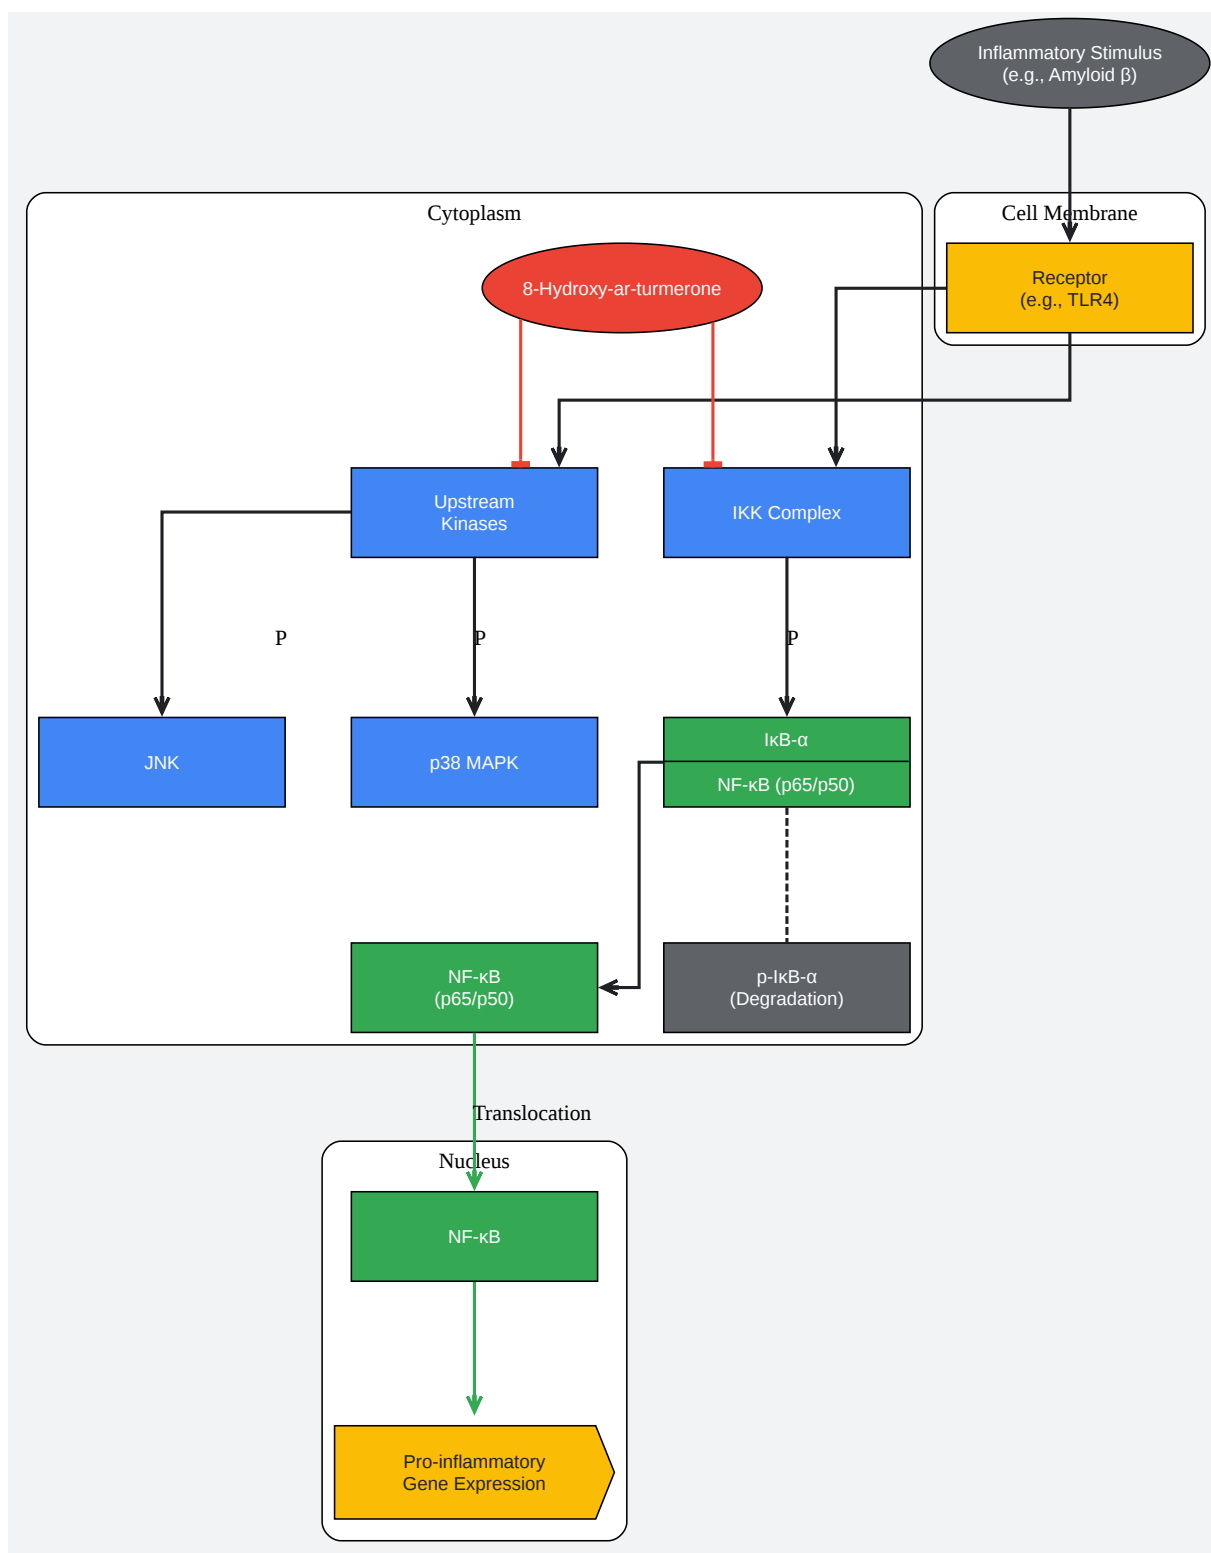 Inflammatory Stimulus
(e.g., Amyloid β)
Cytoplasm
Cell Membrane
8-Hydroxy-ar-turmerone
Receptor
(e.g., TLR4)
Upstream
Kinases
IKK Complex
P
P
P
JNK
p38 MAPK
IκB-α
NF-κB (p65/p50)
NF-κB
(p65/p50)
p-IκB-α
(Degradation)
Translocation
Nucleus
NF-κB
Pro-inflammatory
Gene Expression